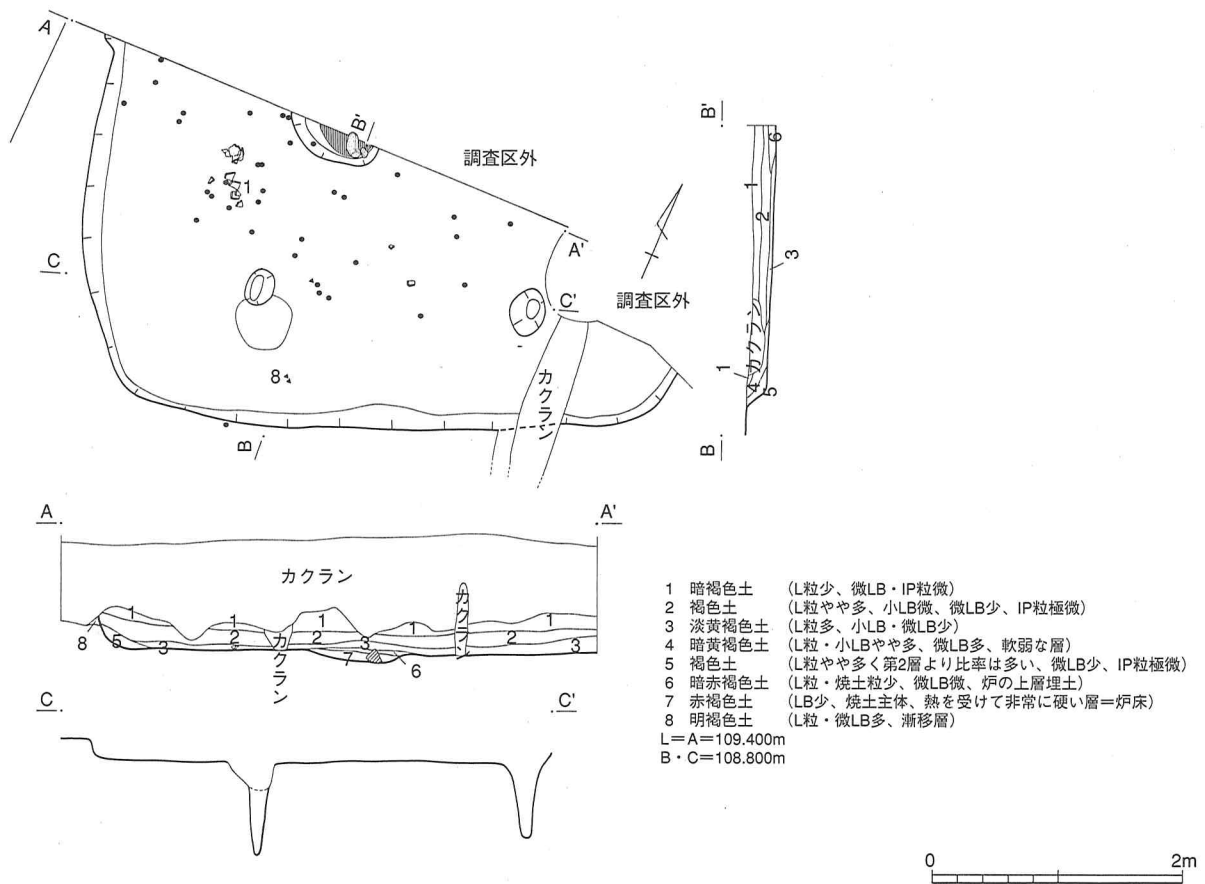 A
B'
調査区外
1
A'
C
C'
調査区外
8
カクラン
B
B'
6
1
2
3
カクラン
1
4
5
B
A
A'
カクラン
1
1
1
カクラン
1
1
8
5
3
2
カクラン
2
3
2
3
7
6
C
C'
1 暗褐色土 (L粒少、微LB・IP粒微)
2 褐色土 (L粒やや多、小LB微、微LB少、IP粒極微)
3 淡黄褐色土 (L粒多、小LB・微LB少)
4 暗黄褐色土 (L粒・小LBやや多、微LB多、軟弱な層)
5 褐色土 (L粒やや多く第2層より比率は多い、微LB少、IP粒極微)
6 暗赤褐色土 (L粒・焼土粒少、微LB微、炉の上層埋土)
7 赤褐色土 (LB少、焼土主体、熱を受けて非常に硬い層=炉床)
8 明褐色土 (L粒・微LB多、漸移層)
L=A=109.400m
B・C=108.800m
0 2m